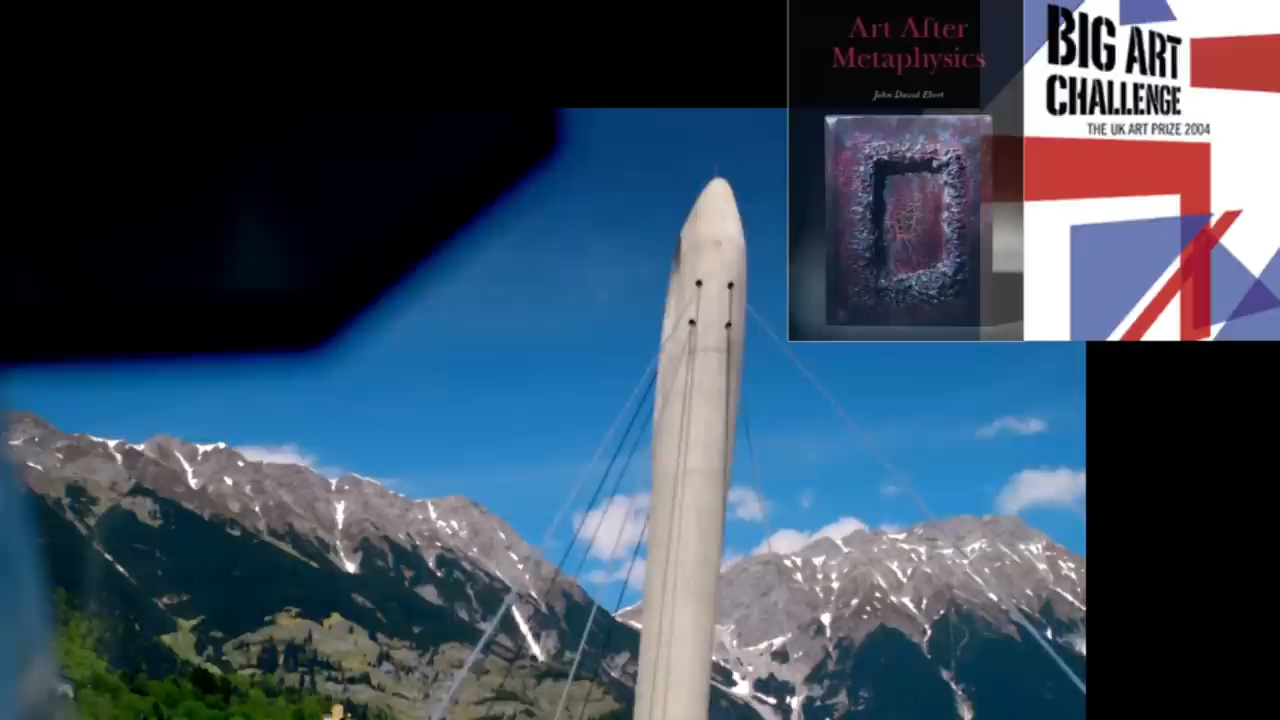 Art After
Metaphysics
John David Ebert
BIG ART
CHALLENGE
THE UK ART PRIZE 2004